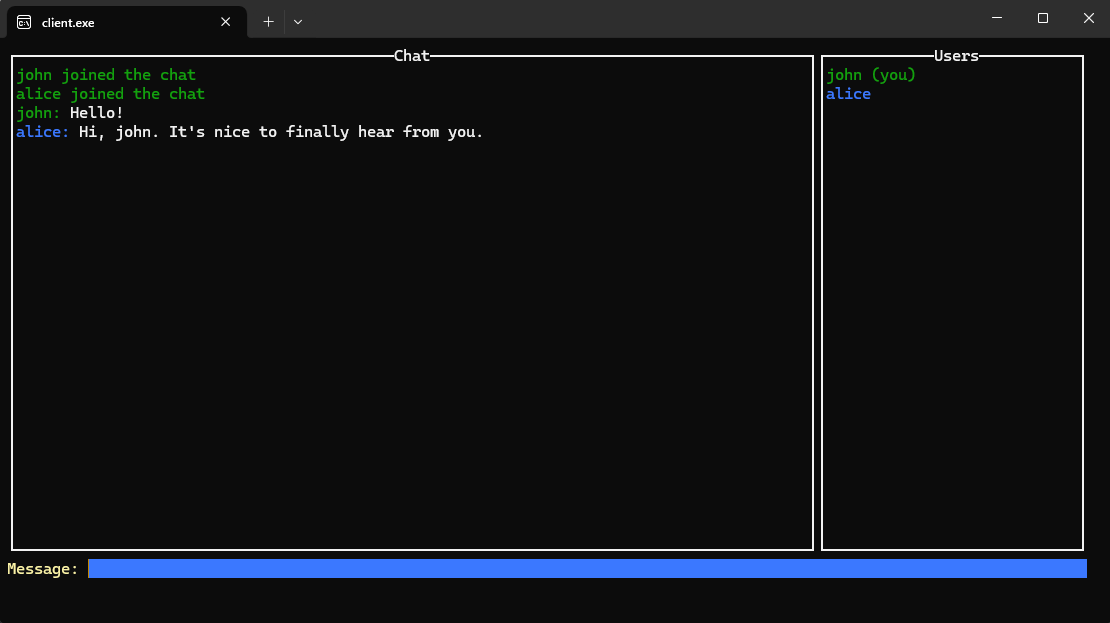 client.exe
Chat
john joined the chat
alice joined the chat
john: Hello!
alice: Hi, john. It's nice to finally hear from you.
Users
john (you)
alice
Message: